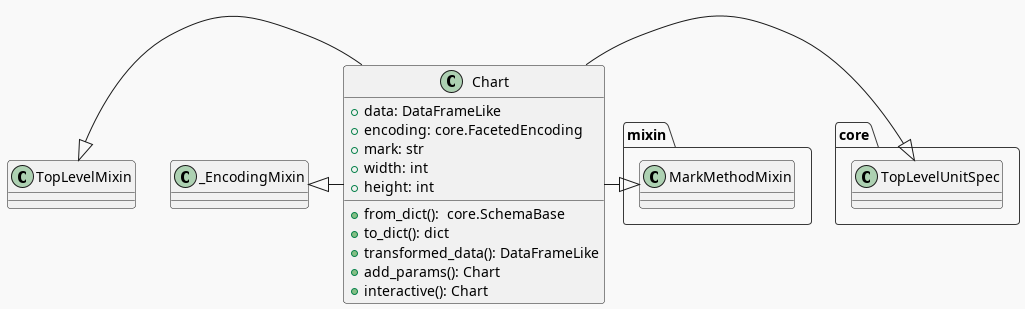 C Chart
data: DataFrameLike
encoding: core.FacetedEncoding
mark: str
width: int
height: int
from_dict():  core.SchemaBase
to_dict(): dict
transformed_data(): DataFrameLike
add_params(): Chart
interactive(): Chart
C TopLevelMixin
C _EncodingMixin
mixin
C MarkMethodMixin
core
C TopLevelUnitSpec